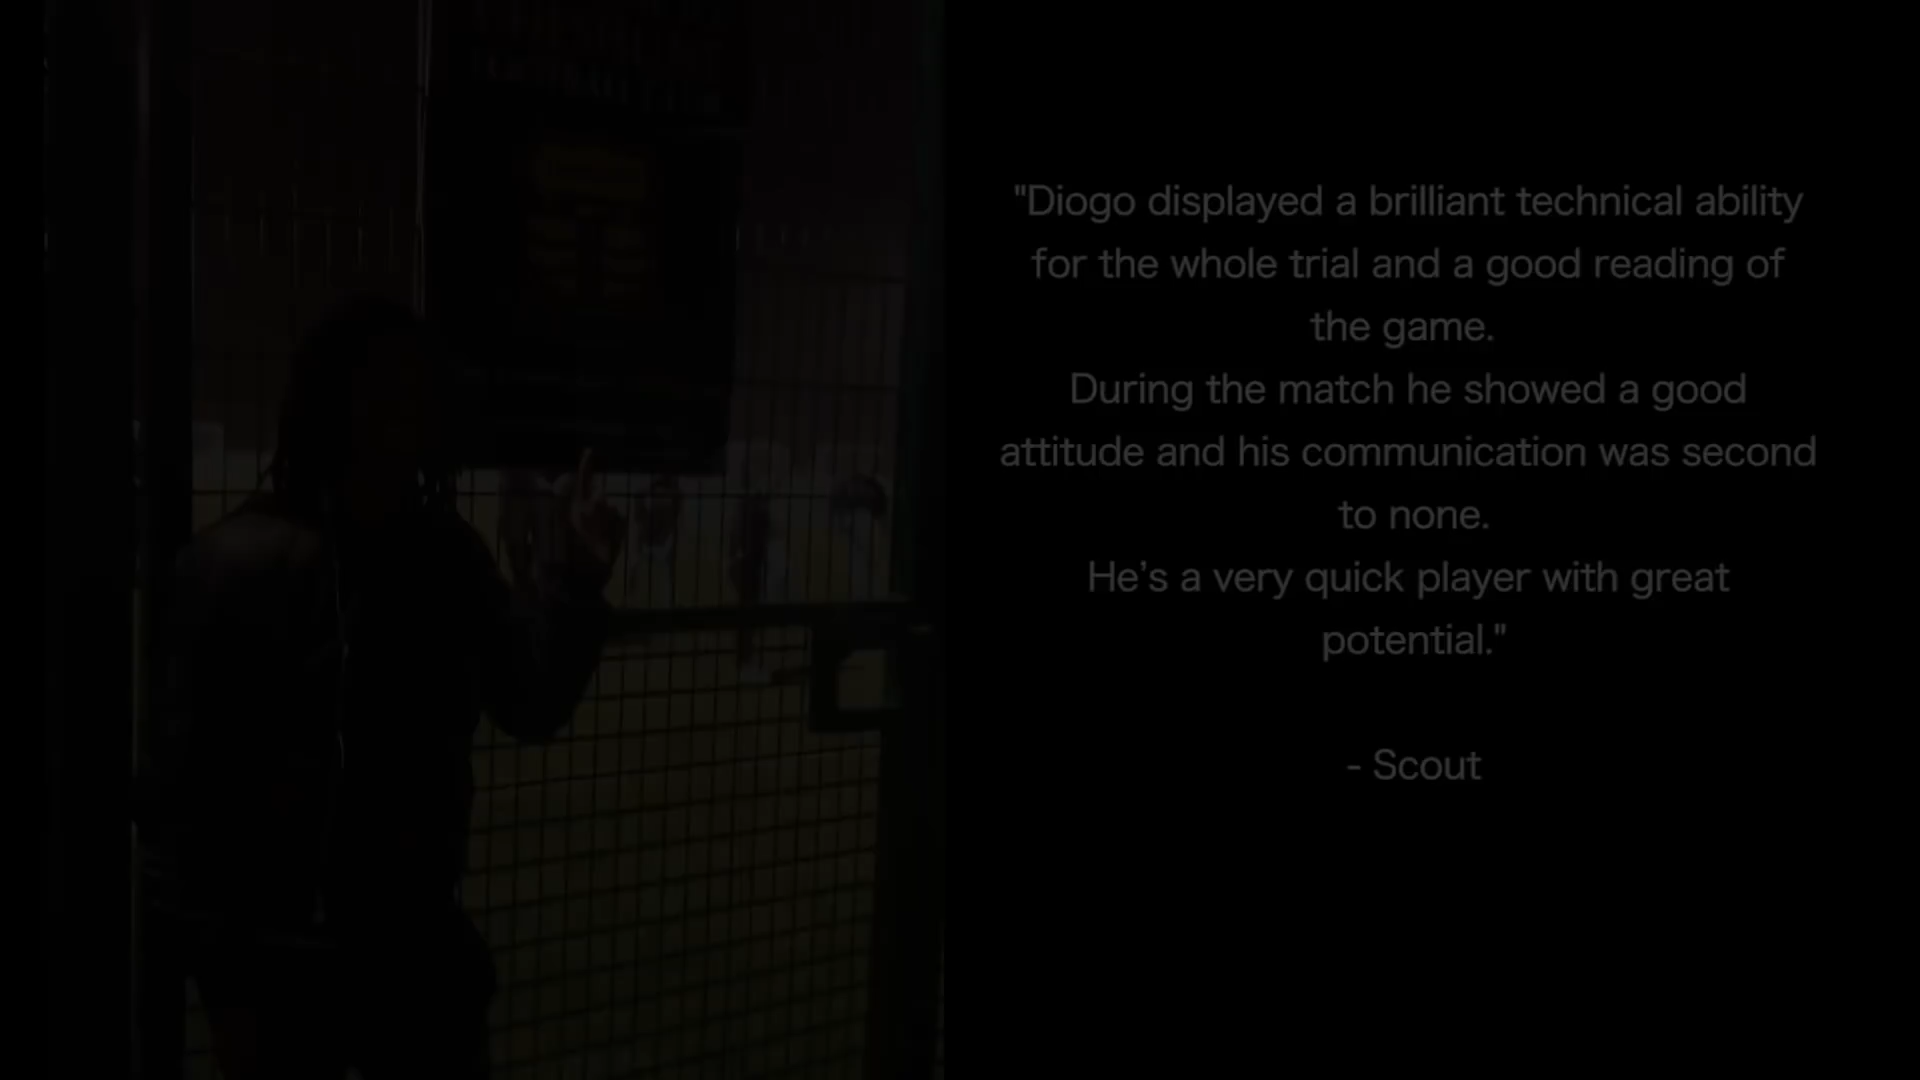 "Diogo displayed a brilliant technical ability
for the whole trial and a good reading of
the game.
During the match he showed a good
attitude and his communication was second
to none.
He’s a very quick player with great
potential."
- Scout